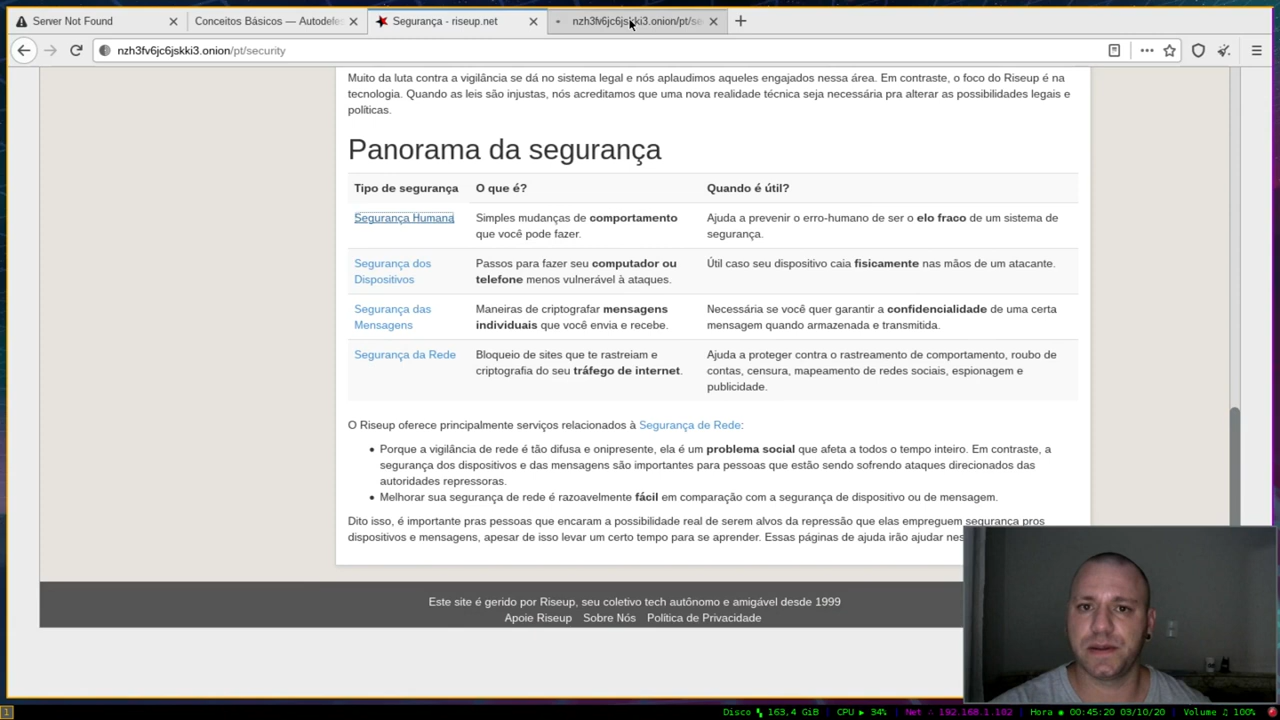 Server Not Found
Conceitos Básicos — Autodefes
Segurança - riseup.net
nzh3fv6jc6jskki3.onion/pt/se
nzh3fv6jc6jskki3.onion/pt/security
Muito da luta contra a vigilância se dá no sistema legal e nós aplaudimos aqueles engajados nessa área. Em contraste, o foco do Riseup é na
tecnologia. Quando as leis são injustas, nós acreditamos que uma nova realidade técnica seja necessária pra alterar as possibilidades legais e
políticas.
Panorama da segurança
Tipo de segurança O que é? Quando é útil?
Segurança Humana Simples mudanças de comportamento Ajuda a prevenir o erro-humano de ser o elo fraco de um sistema de
que você pode fazer. segurança.
Segurança dos Passos para fazer seu computador ou Útil caso seu dispositivo caia fisicamente nas mãos de um atacante.
Dispositivos telefone menos vulnerável à ataques.
Segurança das Maneiras de criptografar mensagens Necessária se você quer garantir a confidencialidade de uma certa
Mensagens individuais que você envia e recebe. mensagem quando armazenada e transmitida.
Segurança da Rede Bloqueio de sites que te rastreiam e Ajuda a proteger contra o rastreamento de comportamento, roubo de
criptografia do seu tráfego de internet. contas, censura, mapeamento de redes sociais, espionagem e
publicidade.
O Riseup oferece principalmente serviços relacionados à Segurança de Rede:
• Porque a vigilância de rede é tão difusa e onipresente, ela é um problema social que afeta a todos o tempo inteiro. Em contraste, a
segurança dos dispositivos e das mensagens são importantes para pessoas que estão sendo sofrendo ataques direcionados das
autoridades repressoras.
• Melhorar sua segurança de rede é razoavelmente fácil em comparação com a segurança de dispositivo ou de mensagem.
Dito isso, é importante pras pessoas que encaram a possibilidade real de serem alvos da repressão que elas empreguem segurança pros
dispositivos e mensagens, apesar de isso levar um certo tempo para se aprender. Essas páginas de ajuda irão ajudar nes
Este site é gerido por Riseup, seu coletivo tech autônomo e amigável desde 1999
Apoie Riseup Sobre Nós Política de Privacidade
1 Disco 163,4 GiB CPU 34% Net 192.168.1.102 Hora 00:45:20 03/10/20 Volume 100%